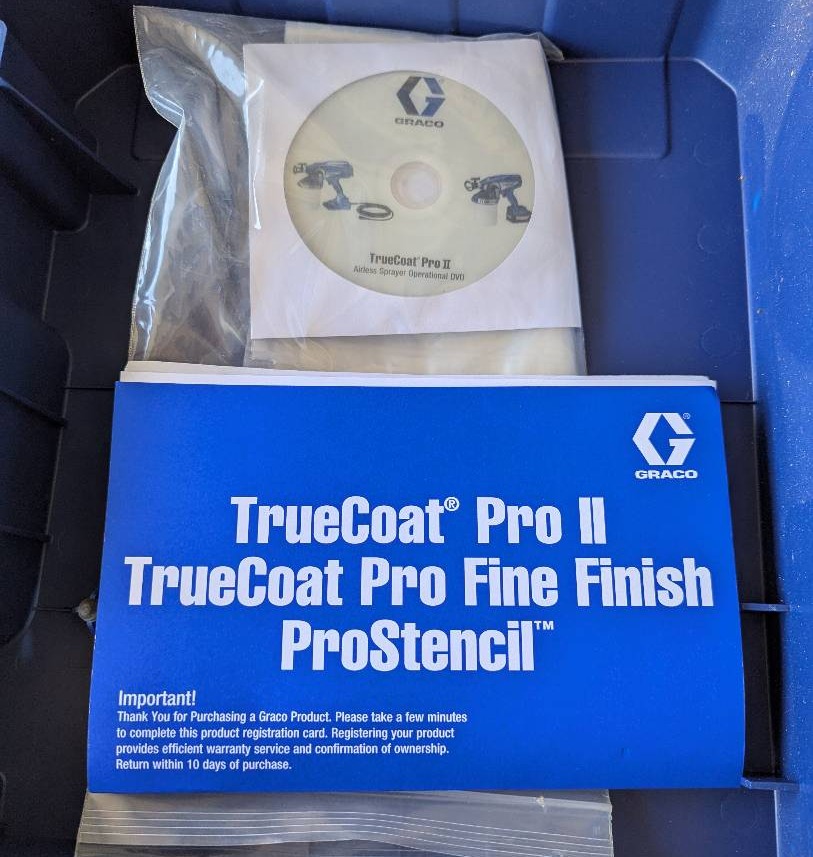 GRACO
TrueCoat® Pro II
Airless Sprayer Operational DVD
GRACO
TrueCoat® Pro II
TrueCoat Pro Fine Finish
ProStencil™
Important!
Thank You for Purchasing a Graco Product. Please take a few minutes
to complete this product registration card. Registering your product
provides efficient warranty service and confirmation of ownership.
Return within 10 days of purchase.